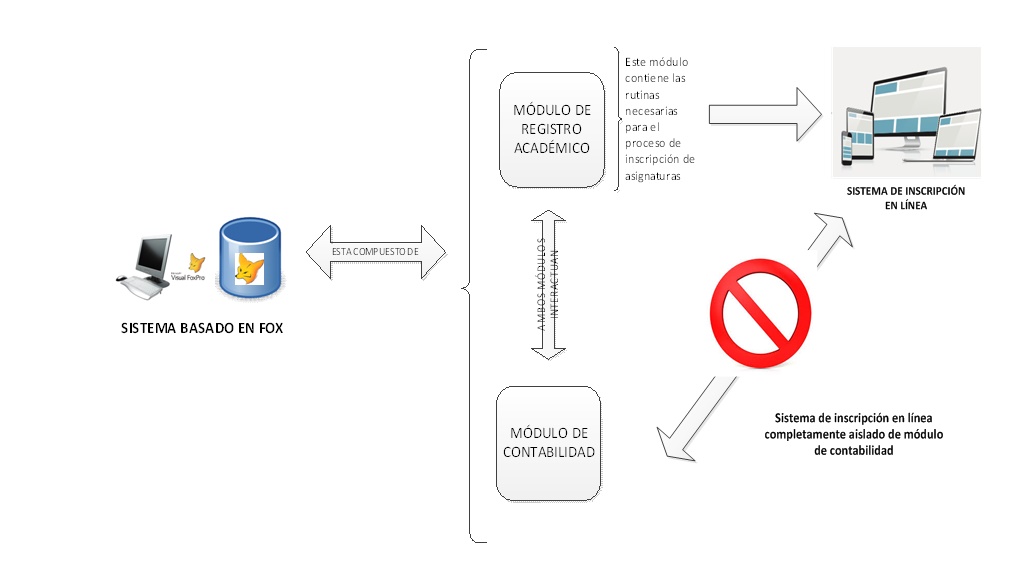 MÓDULO DE
REGISTRO
ACADÉMICO
Este módulo
contiene las
rutinas
necesarias
para el
proceso de
inscripción de
asignaturas
SISTEMA DE INSCRIPCIÓN
EN LÍNEA
ESTA COMPUESTO DE
AMBOS MÓDULOS
INTERACTUAN
Visual FoxPro
SISTEMA BASADO EN FOX
MÓDULO DE
CONTABILIDAD
Sistema de inscripción en línea
completamente aislado de módulo
de contabilidad